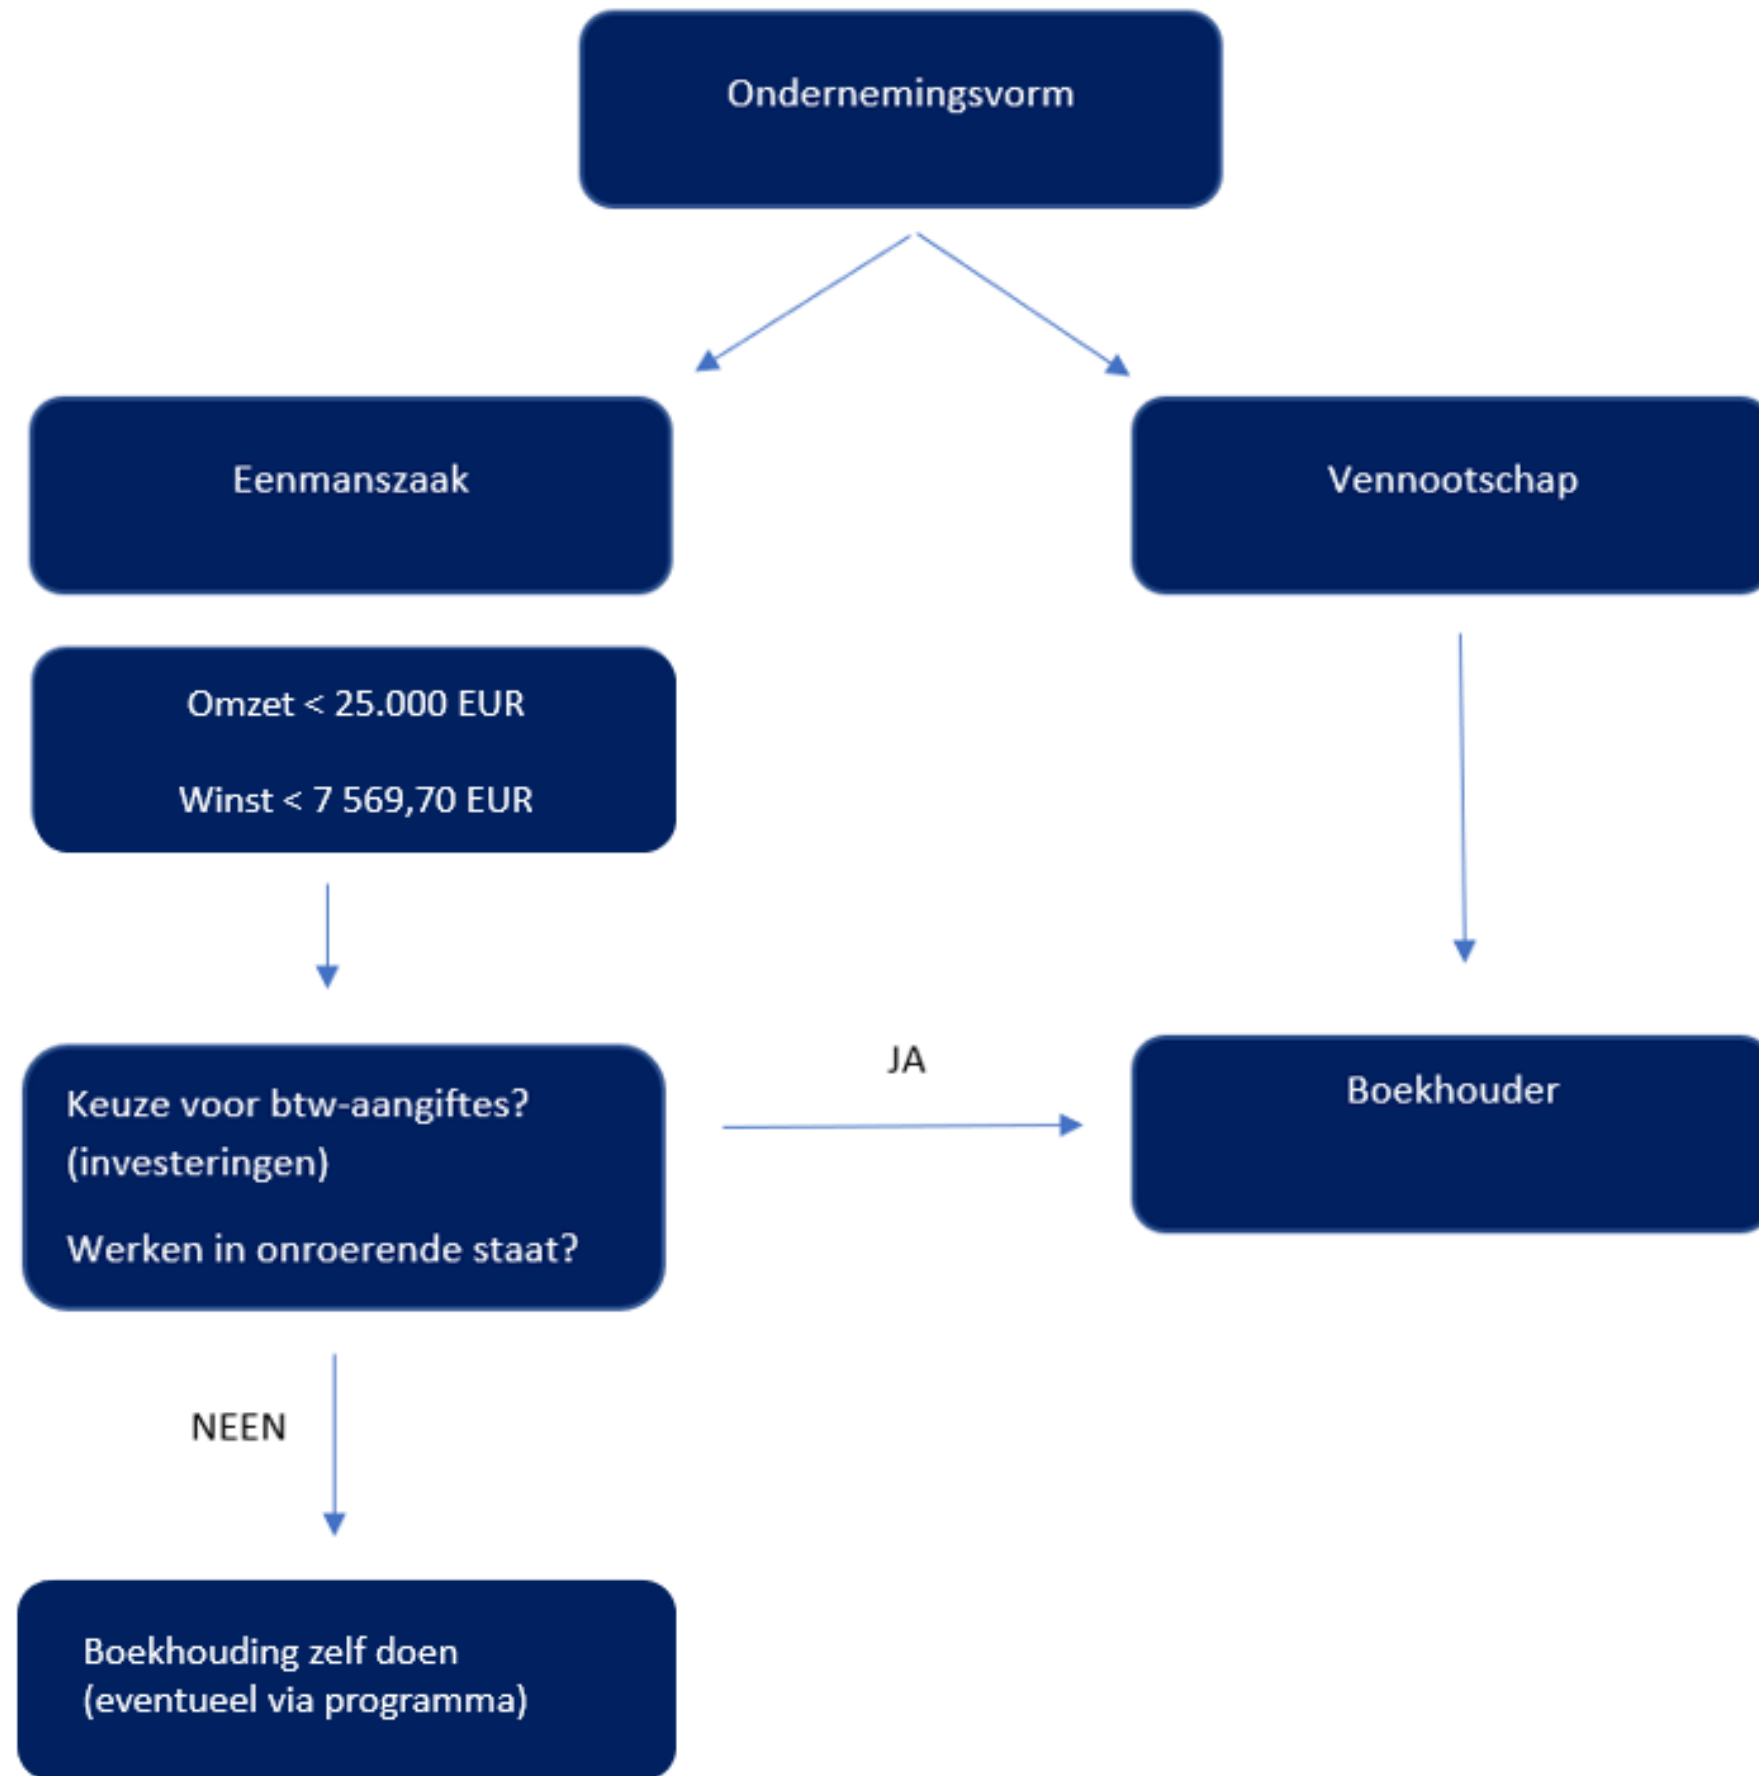 Ondernemingsvorm
Eenmanszaak
Vennootschap
Omzet < 25.000 EUR
Winst < 7 569,70 EUR
Keuze voor btw-aangiftes?
(investeringen)
Werken in onroerende staat?
JA
Boekhouder
NEEN
Boekhouding zelf doen
(eventueel via programma)